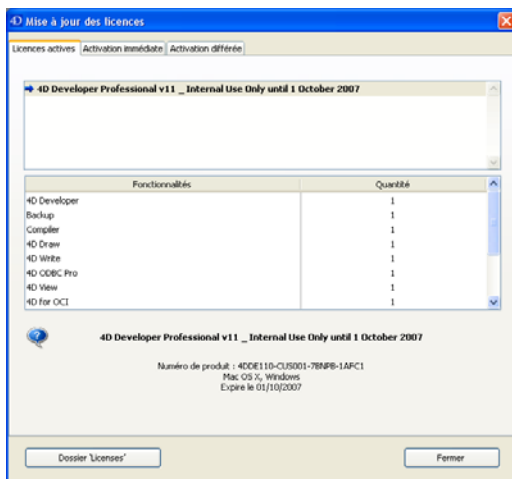 4D Mise à jour des licences
Licences actives Activation immédiate Activation différée
4D Developer Professional v11 _ Internal Use Only until 1 October 2007
Fonctionnalités Quantité
4D Developer 1
Backup 1
Compiler 1
4D Draw 1
4D Write 1
4D ODBC Pro 1
4D View 1
4D for OCI 1
4D Developer Professional v11 _ Internal Use Only until 1 October 2007
Numéro de produit : 4DDE110-CUS001-78NPB-1AFC1
Mac OS X, Windows
Expire le 01/10/2007
Dossier 'Licenses' Fermer